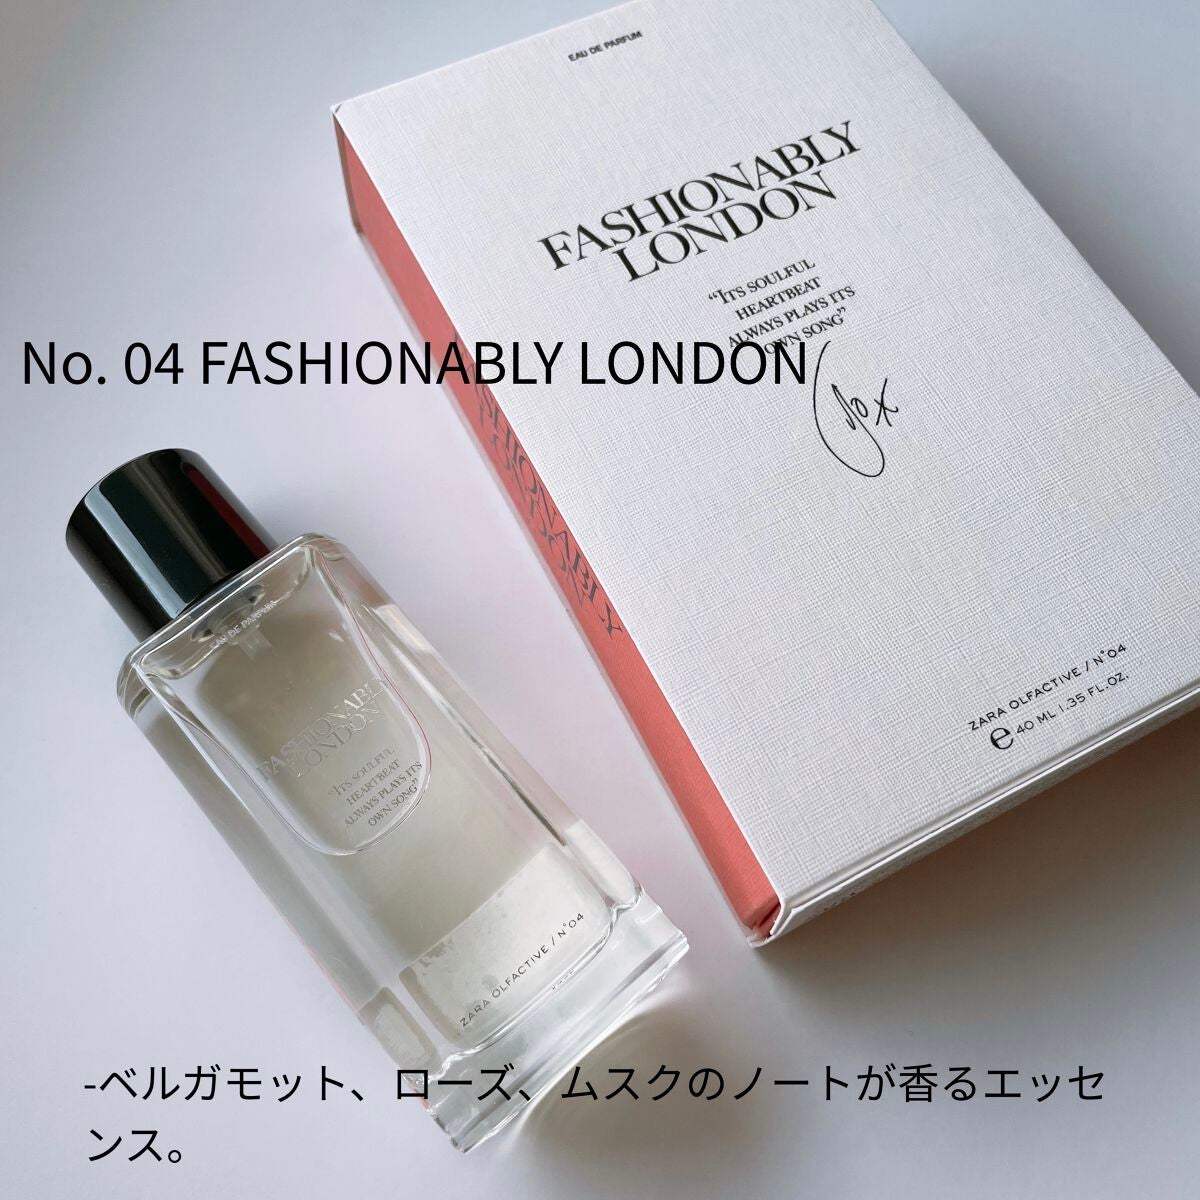 EAU DE PARFUM
FASHIONABLY
LONDON
“ITS SOULFUL
HEARTBEAT
ALWAYS PLAYS ITS
OWN SONG”
Jo x
No. 04 FASHIONABLY LONDON
FASHIONABLY
LONDON
ZARA OLFACTIVE / N°04
e 40 ML 1.35 FL.OZ.
EAU DE PARFUM
FASHIONABLY
LONDON
“ITS SOULFUL
HEARTBEAT
ALWAYS PLAYS ITS
OWN SONG”
ZARA OLFACTIVE / N°04
-ベルガモット、ローズ、ムスクのノートが香るエッセ
ンス。